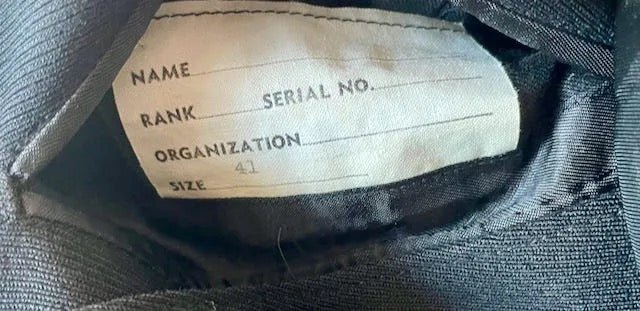 NAME
RANK SERIAL NO.
ORGANIZATION
SIZE 41